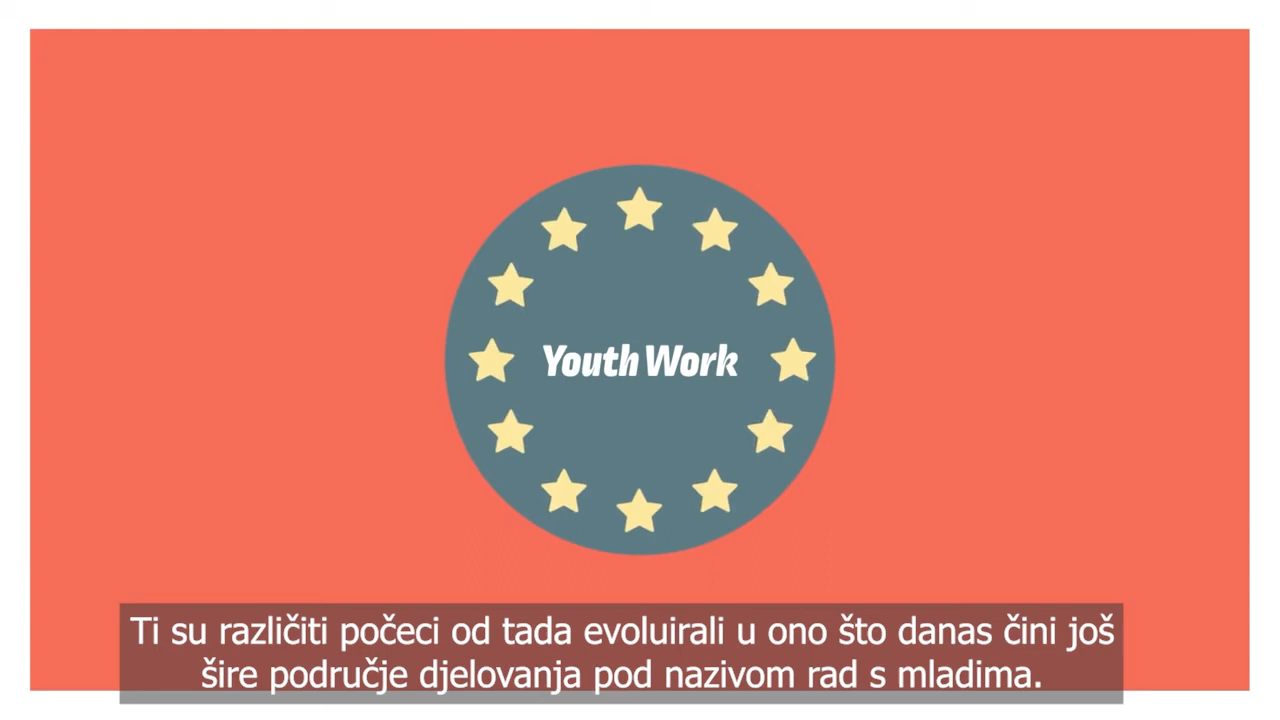 Youth Work
Ti su različiti počeci od tada evoluirali u ono što danas čini još
šire područje djelovanja pod nazivom rad s mladima.